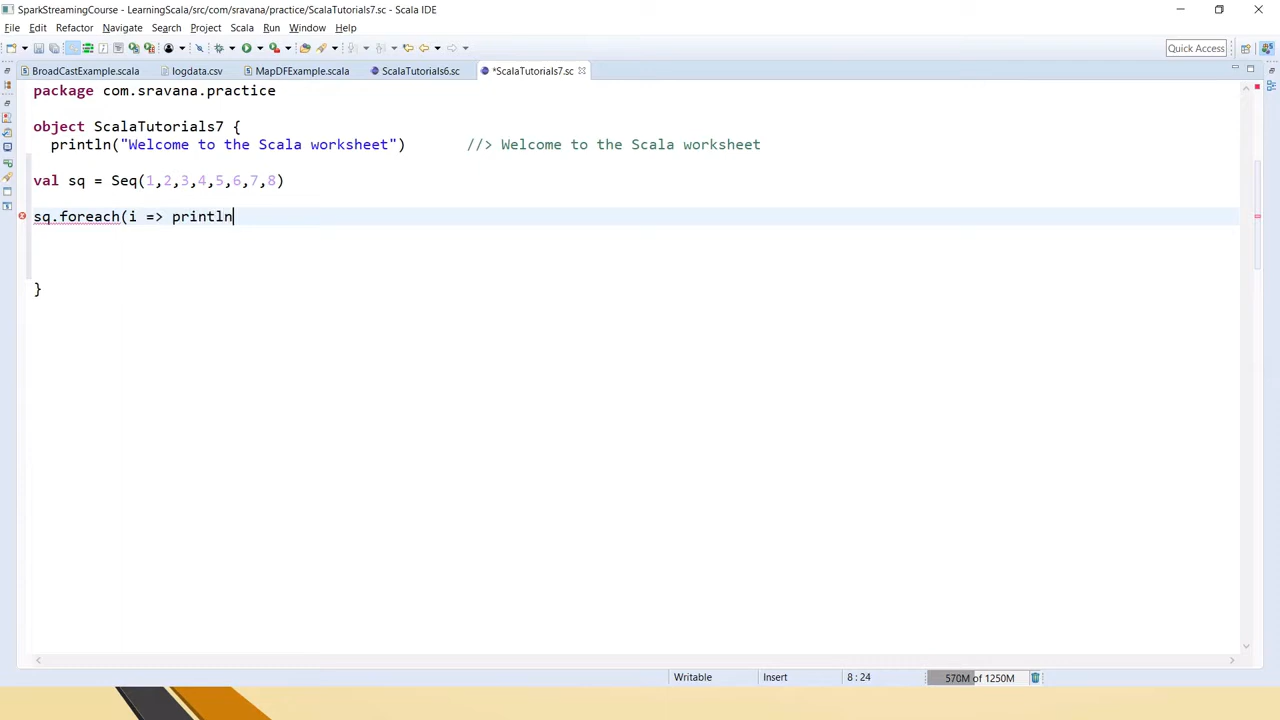 SparkStreamingCourse - LearningScala/src/com/sravana/practice/ScalaTutorials7.sc - Scala IDE
File Edit Refactor Navigate Search Scala Project Run Window Help
Quick Access
BroadCastExample.scala logdata.csv MapDFExample.scala ScalaTutorials6.sc *ScalaTutorials7.sc
package com.sravana.practice
object ScalaTutorials7 {
println("Welcome to the Scala worksheet") //> Welcome to the Scala worksheet
val sq = Seq(1,2,3,4,5,6,7,8)
sq.foreach(i => println
}
Writable Insert 8 : 24 570M of 1250M